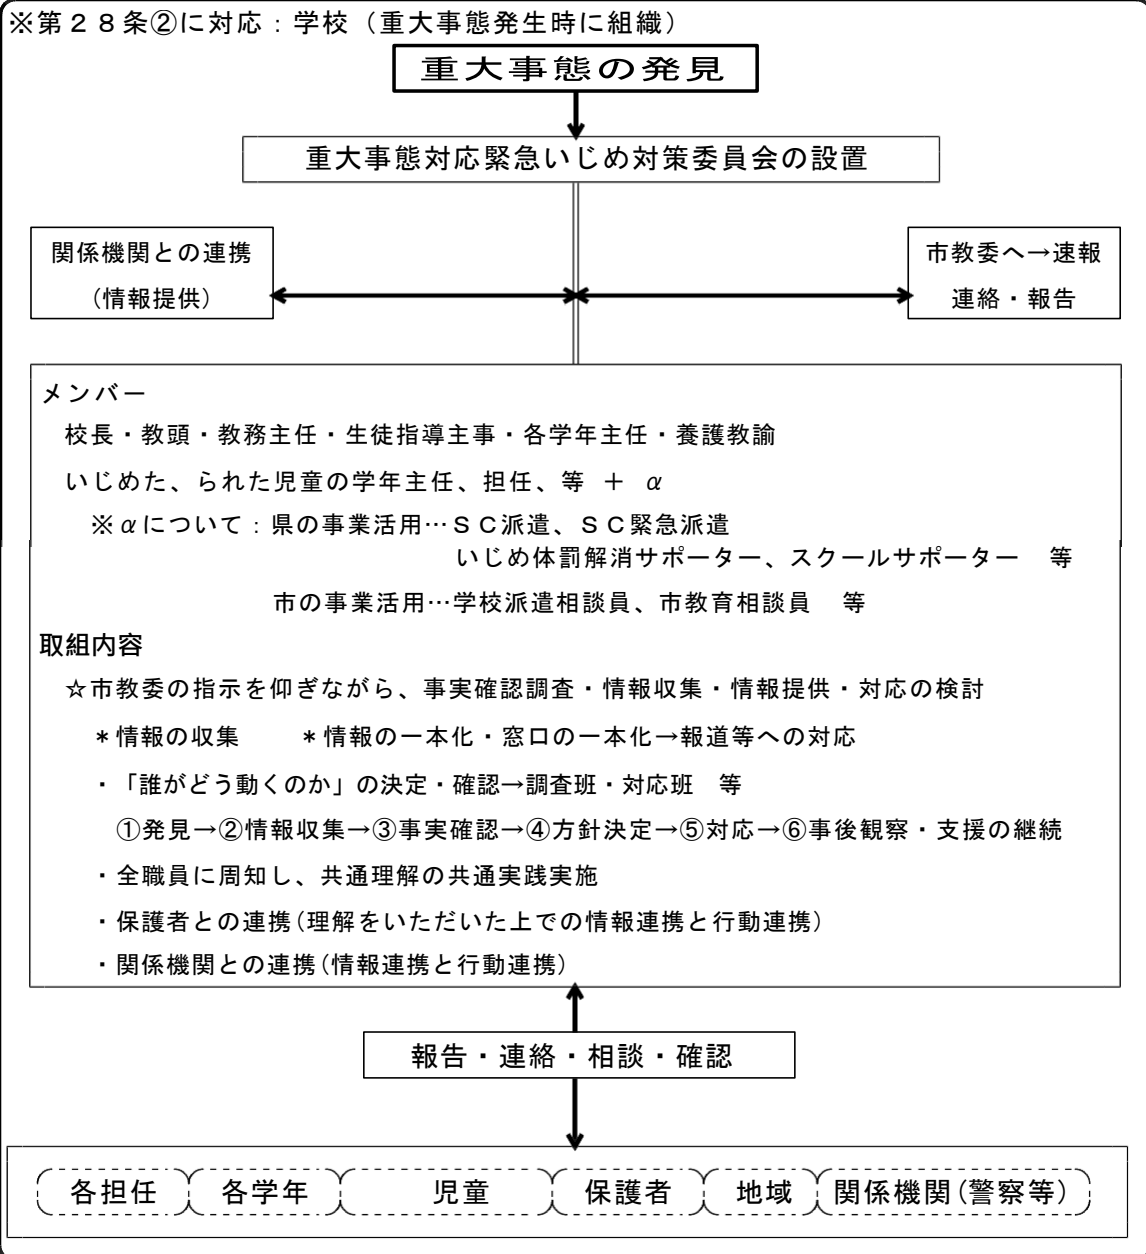 ※第２８条②に対応：学校（重大事態発生時に組織）
重大事態の発見
重大事態対応緊急いじめ対策委員会の設置
関係機関との連携
（情報提供）
市教委へ→速報
連絡・報告
メンバー
校長・教頭・教務主任・生徒指導主事・各学年主任・養護教諭
いじめた、られた児童の学年主任、担任、等　＋　α
※αについて：県の事業活用…ＳＣ派遣、ＳＣ緊急派遣
いじめ体罰解消サポーター、スクールサポーター　等
市の事業活用…学校派遣相談員、市教育相談員　等
取組内容
☆市教委の指示を仰ぎながら、事実確認調査・情報収集・情報提供・対応の検討
＊情報の収集　　＊情報の一本化・窓口の一本化→報道等への対応
・「誰がどう動くのか」の決定・確認→調査班・対応班　等
①発見→②情報収集→③事実確認→④方針決定→⑤対応→⑥事後観察・支援の継続
・全職員に周知し、共通理解の共通実践実施
・保護者との連携(理解をいただいた上での情報連携と行動連携)
・関係機関との連携(情報連携と行動連携)
報告・連絡・相談・確認
各担任　各学年　児童　保護者　地域　関係機関(警察等)